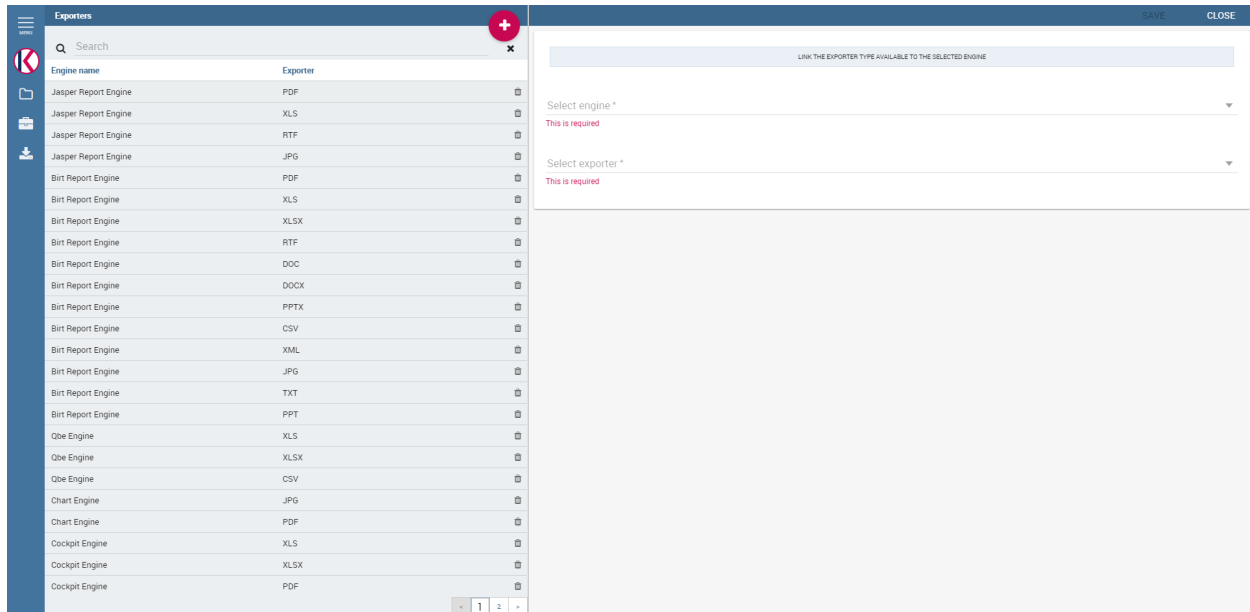 MENU
Exporters
Search
Engine name Exporter
Jasper Report Engine PDF
Jasper Report Engine XLS
Jasper Report Engine RTF
Jasper Report Engine JPG
Birt Report Engine PDF
Birt Report Engine XLS
Birt Report Engine XLSX
Birt Report Engine RTF
Birt Report Engine DOC
Birt Report Engine DOCX
Birt Report Engine PPTX
Birt Report Engine CSV
Birt Report Engine XML
Birt Report Engine JPG
Birt Report Engine TXT
Birt Report Engine PPT
Qbe Engine XLS
Qbe Engine XLSX
Qbe Engine CSV
Chart Engine JPG
Chart Engine PDF
Cockpit Engine XLS
Cockpit Engine XLSX
Cockpit Engine PDF
« 1 2 »
SAVE CLOSE
LINK THE EXPORTER TYPE AVAILABLE TO THE SELECTED ENGINE
Select engine *
This is required
Select exporter *
This is required